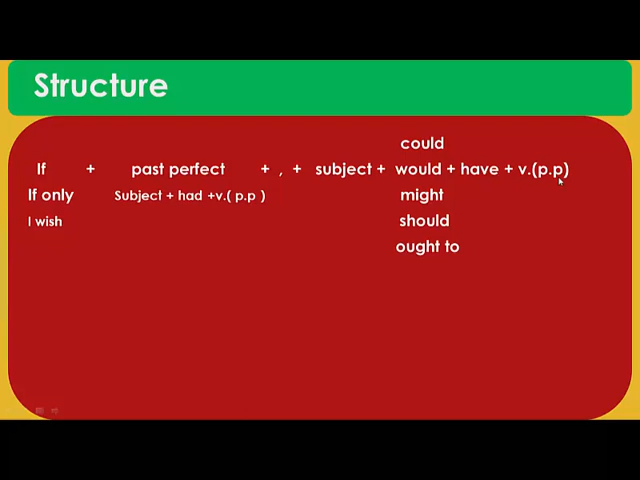 Structure
could
If + past perfect + , + subject + would + have + v.(p.p)
If only Subject + had +v.( p.p ) might
I wish should
ought to